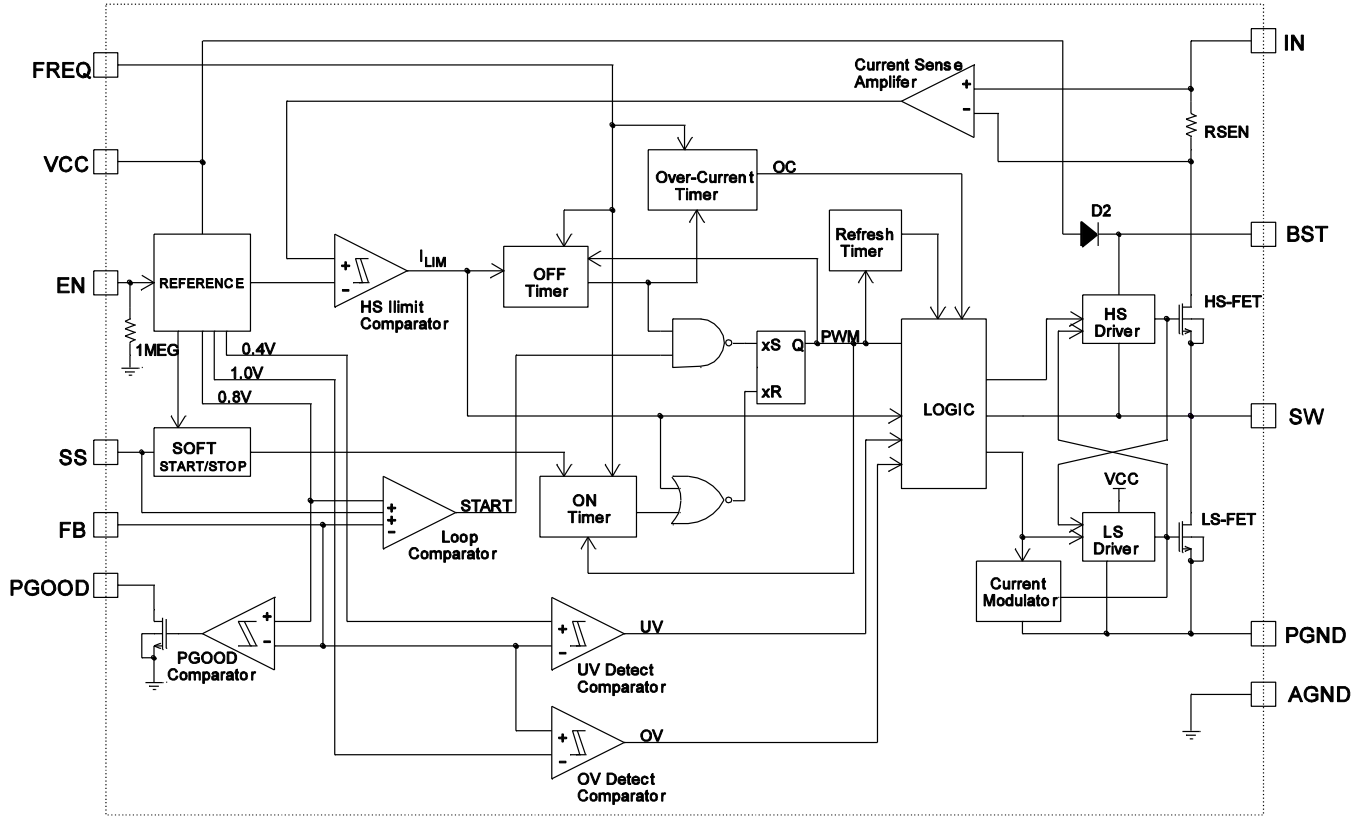 IN
FREQ
Current Sense
Amplifer
+
-
RSEN
VCC
OC
Over-Current
Timer
D2
BST
Refresh
Timer
EN
REFERENCE
+
-
ILIM
HS Ilimit
Comparator
OFF
Timer
HS
Driver
HS-FET
1MEG
0.4V
1.0V
0.8V
xS
Q
xR
PWM
LOGIC
SW
SS
SOFT
START/STOP
FB
+
+
-
START
Loop
Comparator
ON
Timer
VCC
LS
Driver
LS-FET
PGOOD
Current
Modulator
+
-
PGOOD
Comparator
+
-
UV
UV Detect
Comparator
PGND
AGND
+
-
OV
OV Detect
Comparator